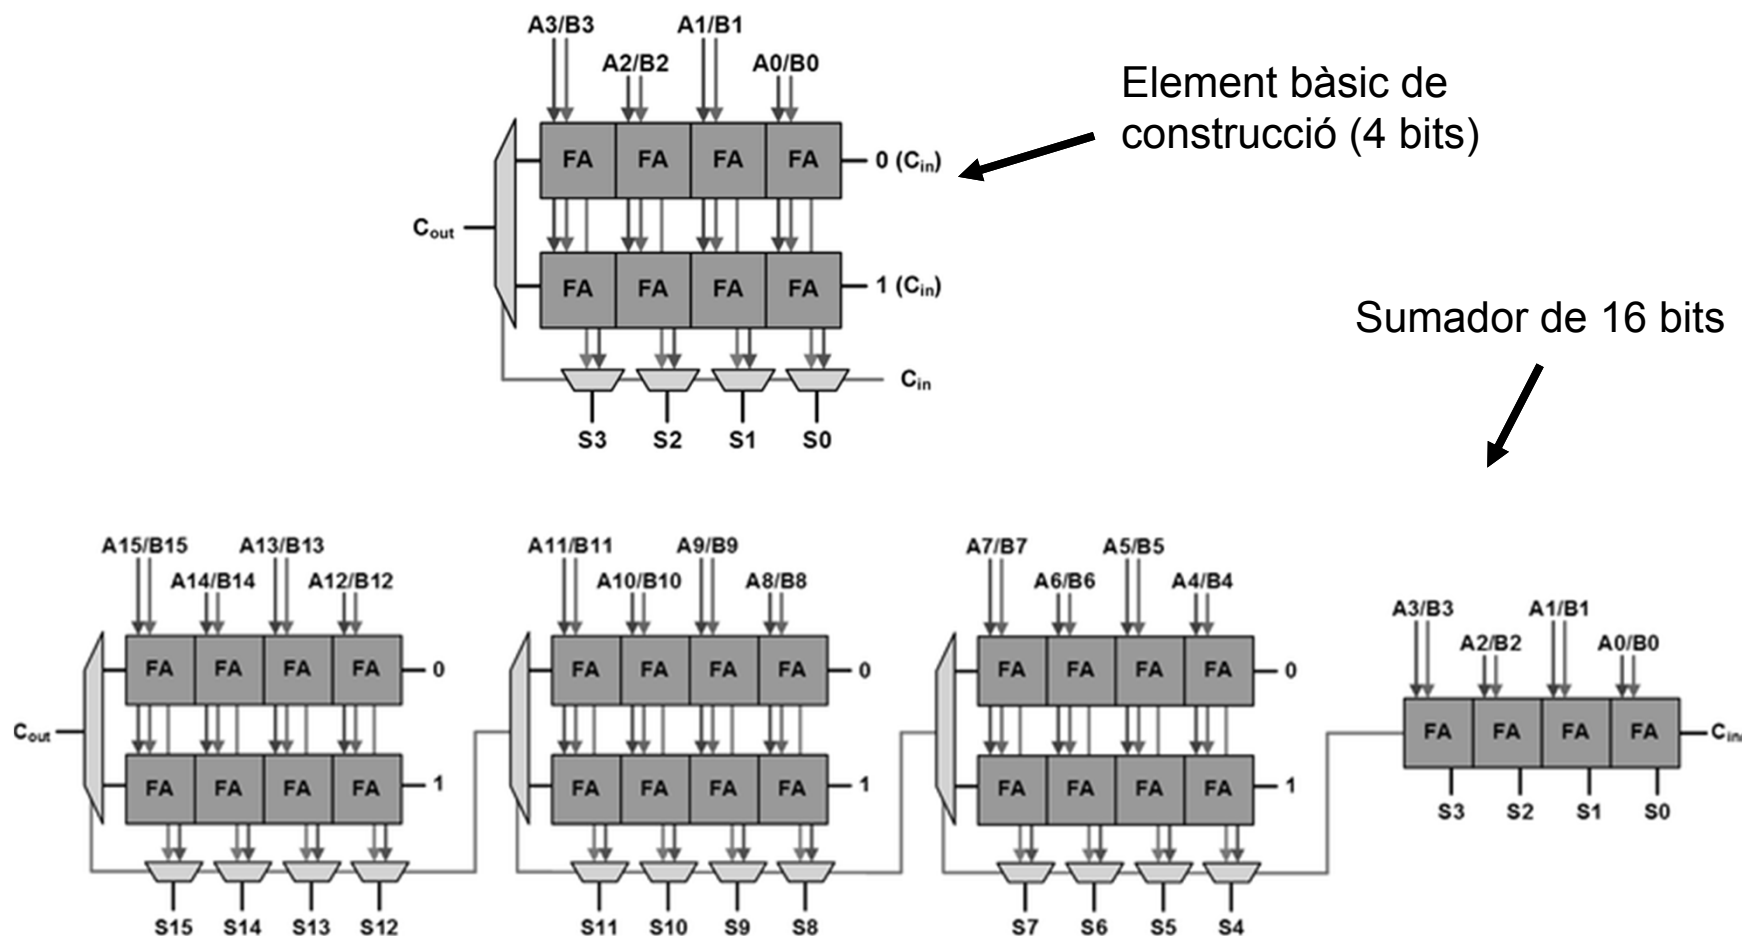 A3/B3 A1/B1
A2/B2 A0/B0
Element bàsic de
construcció (4 bits)
FA FA FA FA 0 (Cin)
Cout
FA FA FA FA 1 (Cin)
Cin
S3 S2 S1 S0
Sumador de 16 bits
A15/B15 A13/B13
A14/B14 A12/B12
FA FA FA FA 0
Cout
FA FA FA FA 1
S15 S14 S13 S12
A11/B11 A9/B9
A10/B10 A8/B8
FA FA FA FA 0
FA FA FA FA 1
S11 S10 S9 S8
A7/B7 A5/B5
A6/B6 A4/B4
FA FA FA FA 0
FA FA FA FA 1
S7 S6 S5 S4
A3/B3 A1/B1
A2/B2 A0/B0
FA FA FA FA Cin
S3 S2 S1 S0